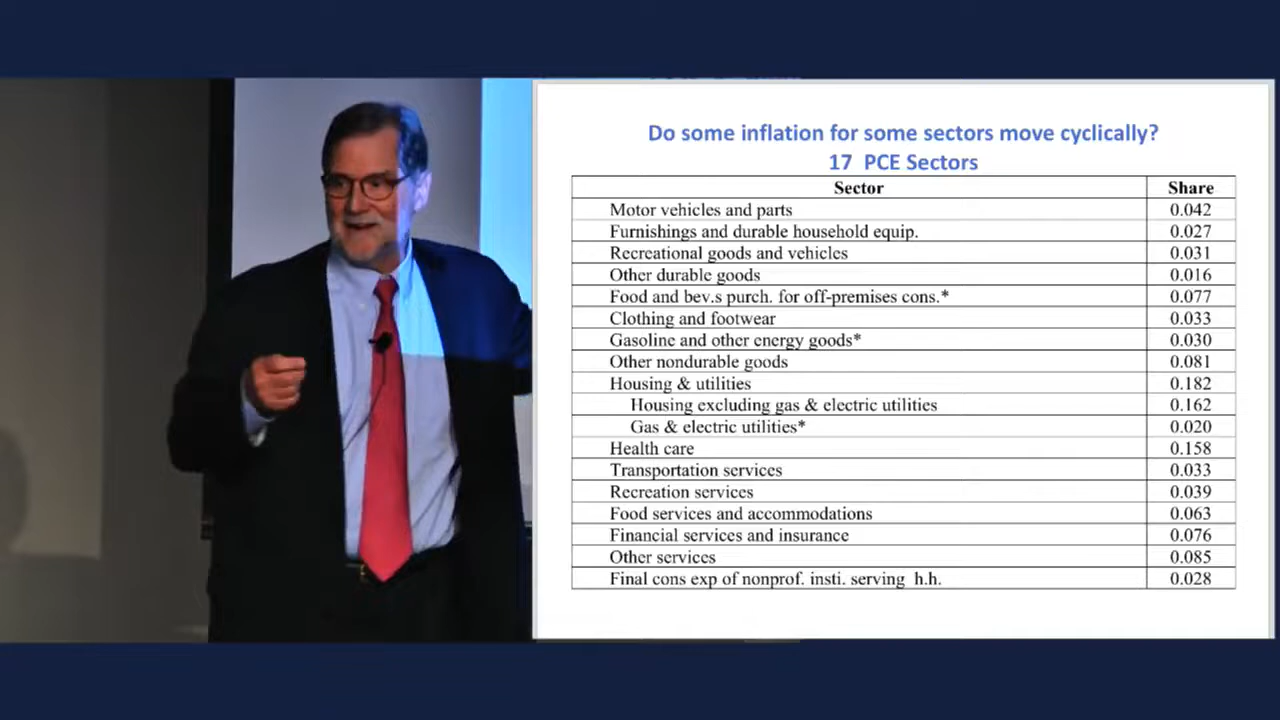 Do some inflation for some sectors move cyclically?
17 PCE Sectors
Sector Share
Motor vehicles and parts 0.042
Furnishings and durable household equip. 0.027
Recreational goods and vehicles 0.031
Other durable goods 0.016
Food and bev.s purch. for off-premises cons.* 0.077
Clothing and footwear 0.033
Gasoline and other energy goods* 0.030
Other nondurable goods 0.081
Housing & utilities 0.182
Housing excluding gas & electric utilities 0.162
Gas & electric utilities* 0.020
Health care 0.158
Transportation services 0.033
Recreation services 0.039
Food services and accommodations 0.063
Financial services and insurance 0.076
Other services 0.085
Final cons exp of nonprof. insti. serving h.h. 0.028